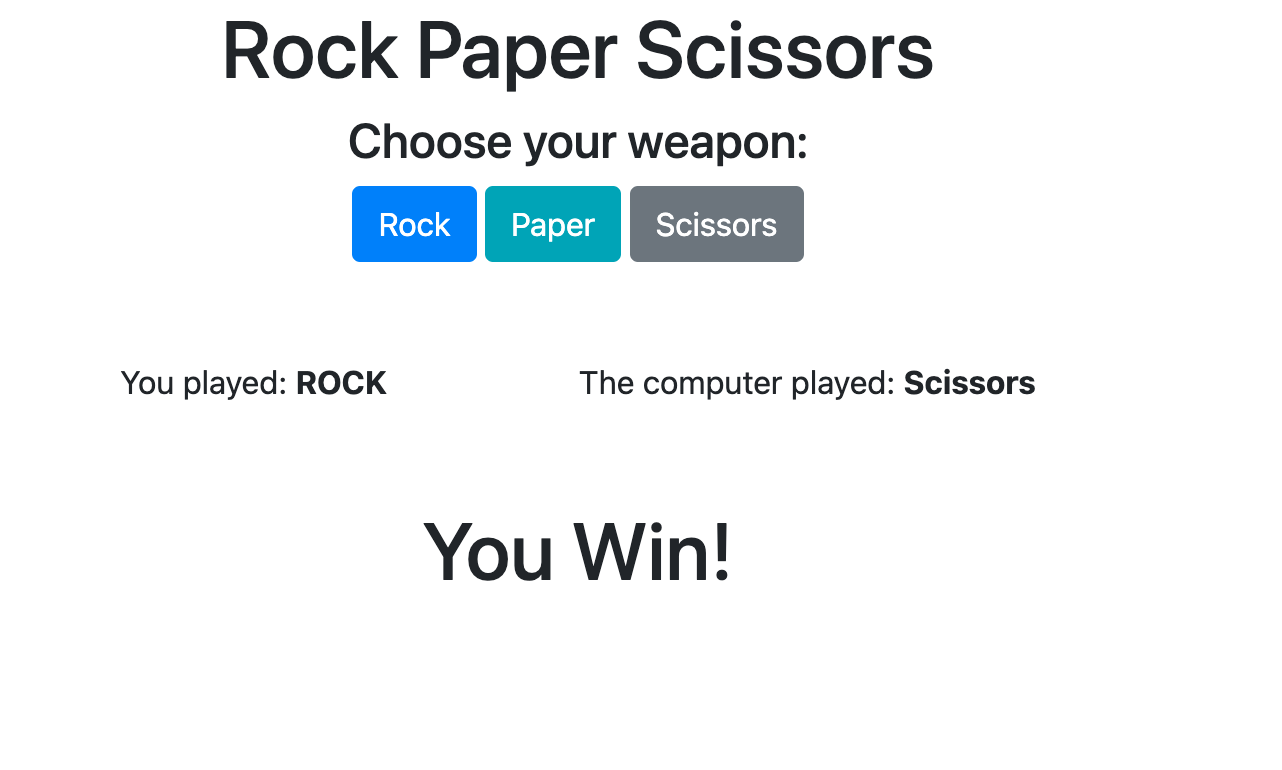 Rock Paper Scissors
Choose your weapon:
Rock Paper Scissors
You played: ROCK The computer played: Scissors
You Win!